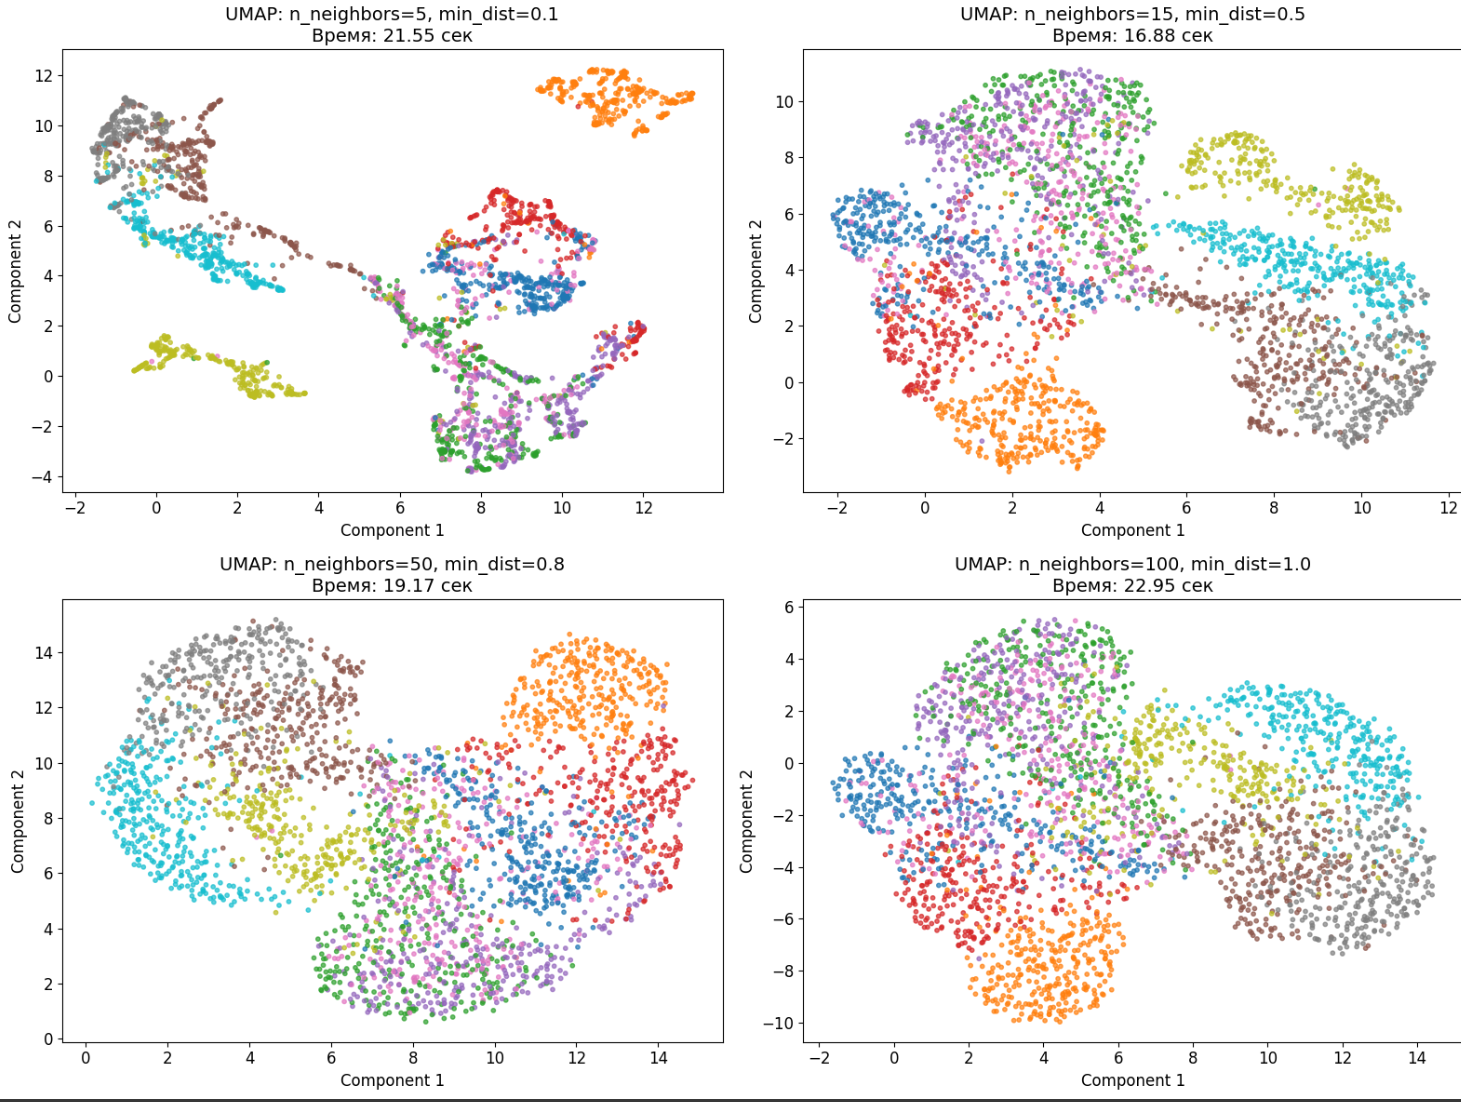 UMAP: n_neighbors=5, min_dist=0.1
Время: 21.55 сек
12
10
8
6
4
2
0
−2
−4
Component 2
−2 0 2 4 6 8 10 12
Component 1
UMAP: n_neighbors=15, min_dist=0.5
Время: 16.88 сек
10
8
6
4
2
0
−2
Component 2
−2 0 2 4 6 8 10 12
Component 1
UMAP: n_neighbors=50, min_dist=0.8
Время: 19.17 сек
14
12
10
8
6
4
2
0
Component 2
0 2 4 6 8 10 12 14
Component 1
UMAP: n_neighbors=100, min_dist=1.0
Время: 22.95 сек
6
4
2
0
−2
−4
−6
−8
−10
Component 2
−2 0 2 4 6 8 10 12 14
Component 1